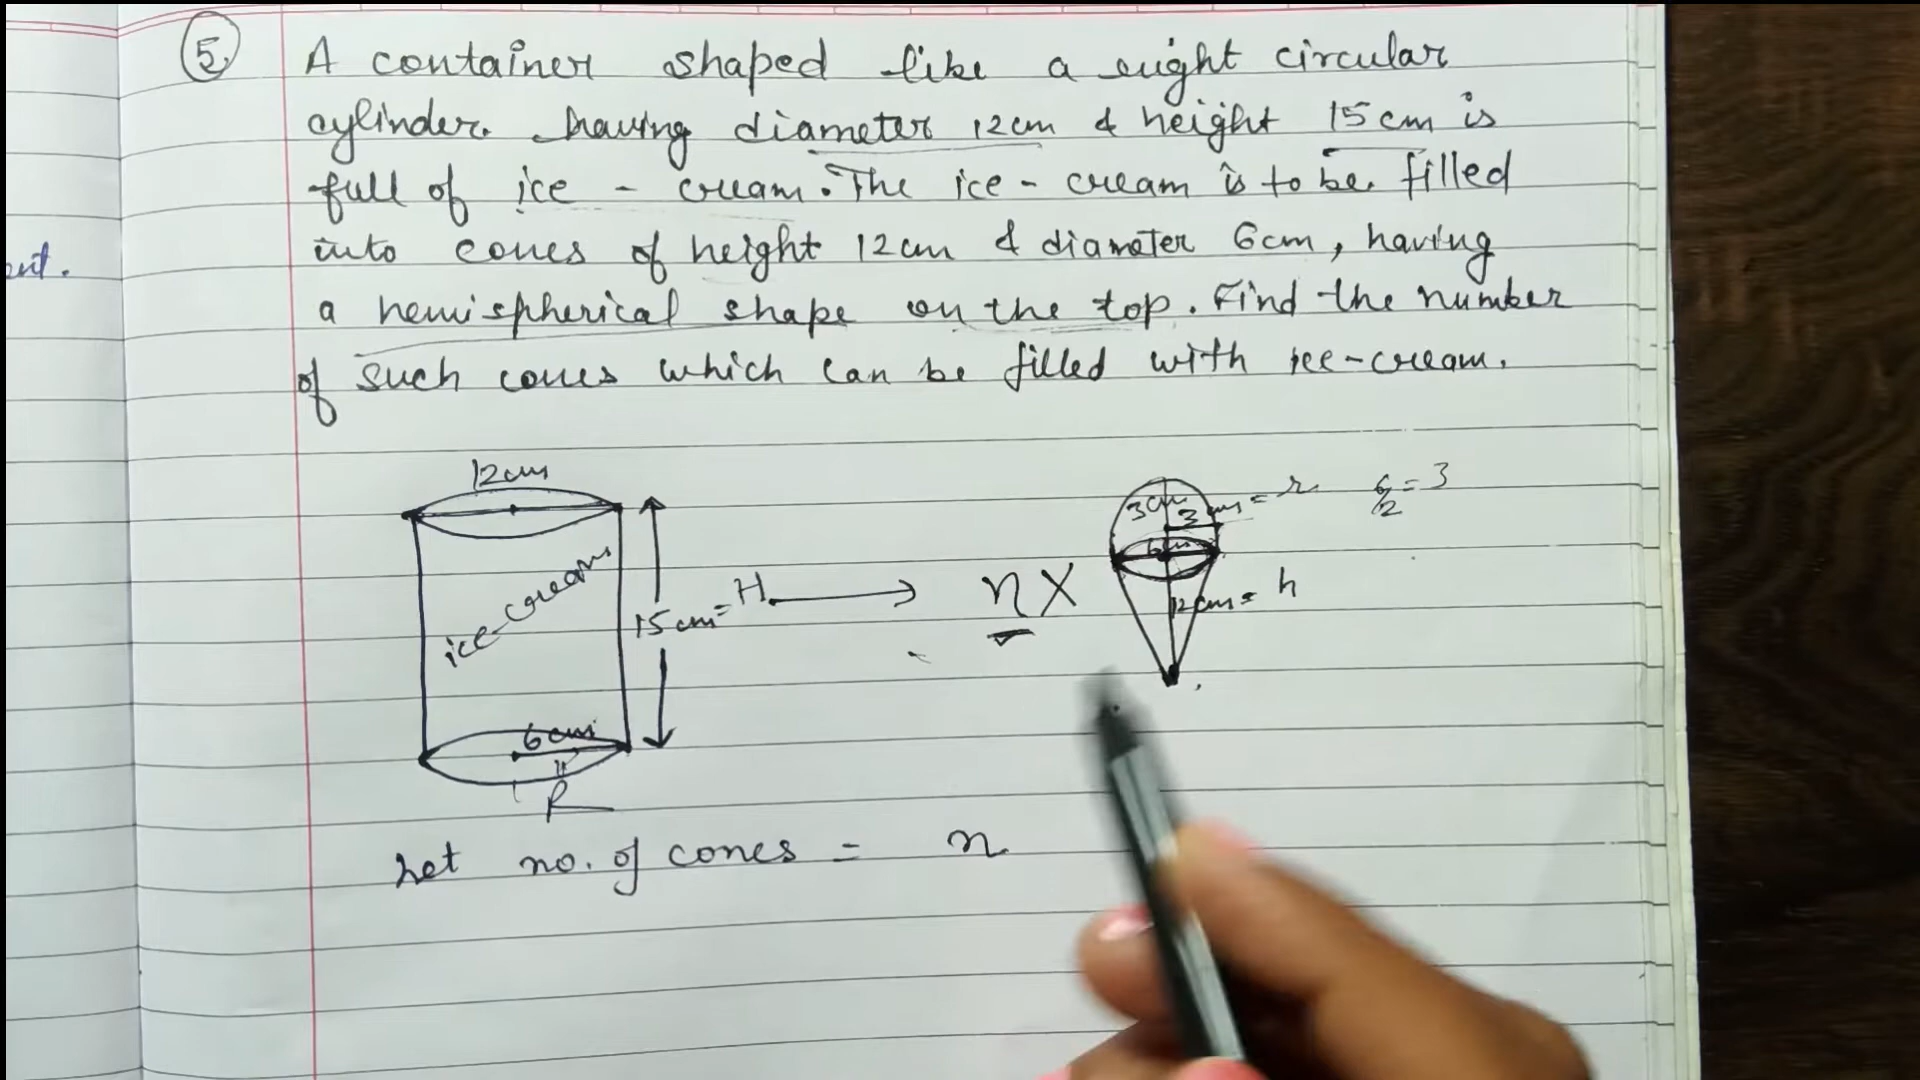 5. A container shaped like a right circular
cylinder having diameter 12cm & height 15cm is
full of ice - cream. The ice - cream is to be filled
into cones of height 12cm & diameter 6cm, having
a hemispherical shape on the top. Find the number
of such cones which can be filled with ice-cream.
12cm
3cm
3cm = r
6/2 = 3
6cm
ice-cream
15cm = H
n X
12cm = h
6cm
R
Let no. of cones = n